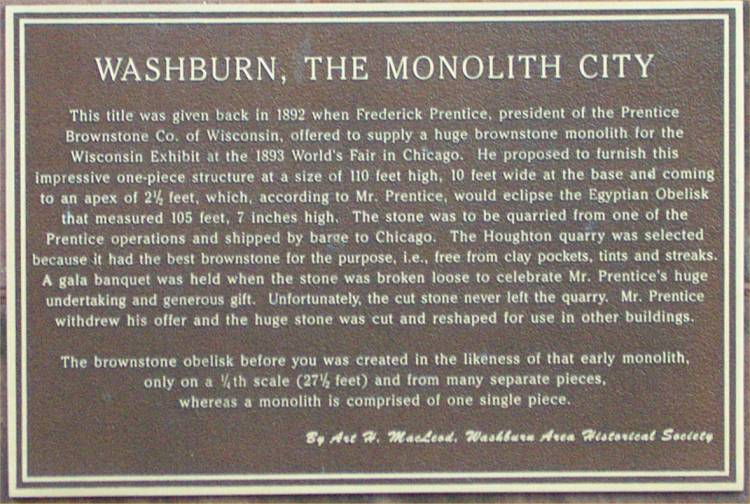 WASHBURN, THE MONOLITH CITY
This title was given back in 1892 when Frederick Prentice, president of the Prentice
Brownstone Co. of Wisconsin, offered to supply a huge brownstone monolith for the
Wisconsin Exhibit at the 1893 World's Fair in Chicago. He proposed to furnish this
impressive one-piece structure at a size of 110 feet high, 10 feet wide at the base and coming
to an apex of 2½ feet, which, according to Mr. Prentice, would eclipse the Egyptian Obelisk
that measured 105 feet, 7 inches high. The stone was to be quarried from one of the
Prentice operations and shipped by barge to Chicago. The Houghton quarry was selected
because it had the best brownstone for the purpose, i.e., free from clay pockets, tints and streaks.
A gala banquet was held when the stone was broken loose to celebrate Mr. Prentice's huge
undertaking and generous gift. Unfortunately, the cut stone never left the quarry. Mr. Prentice
withdrew his offer and the huge stone was cut and reshaped for use in other buildings.
The brownstone obelisk before you was created in the likeness of that early monolith,
only on a ¼th scale (27½ feet) and from many separate pieces,
whereas a monolith is comprised of one single piece.
By Art H. MacLeod, Washburn Area Historical Society